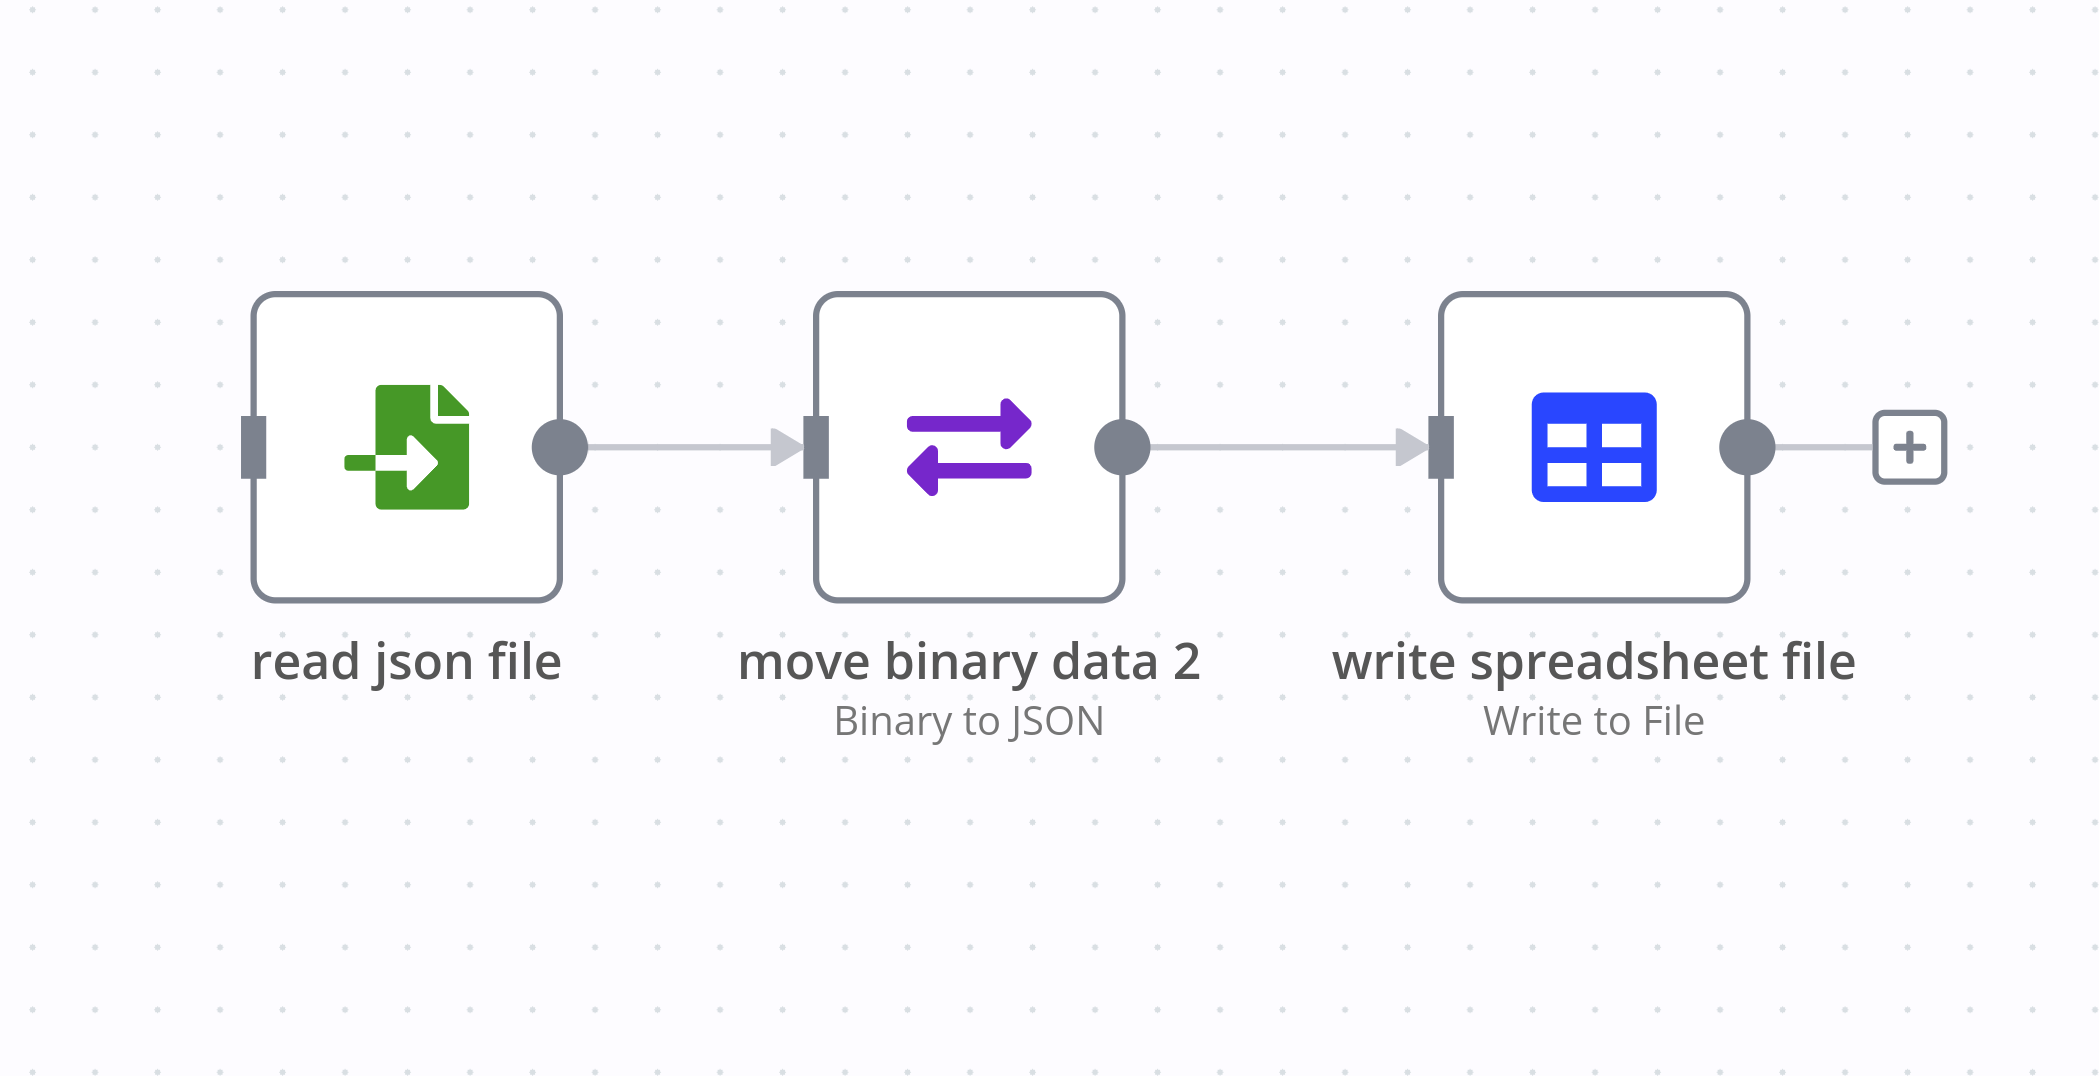 read json file
move binary data 2
Binary to JSON
write spreadsheet file
Write to File